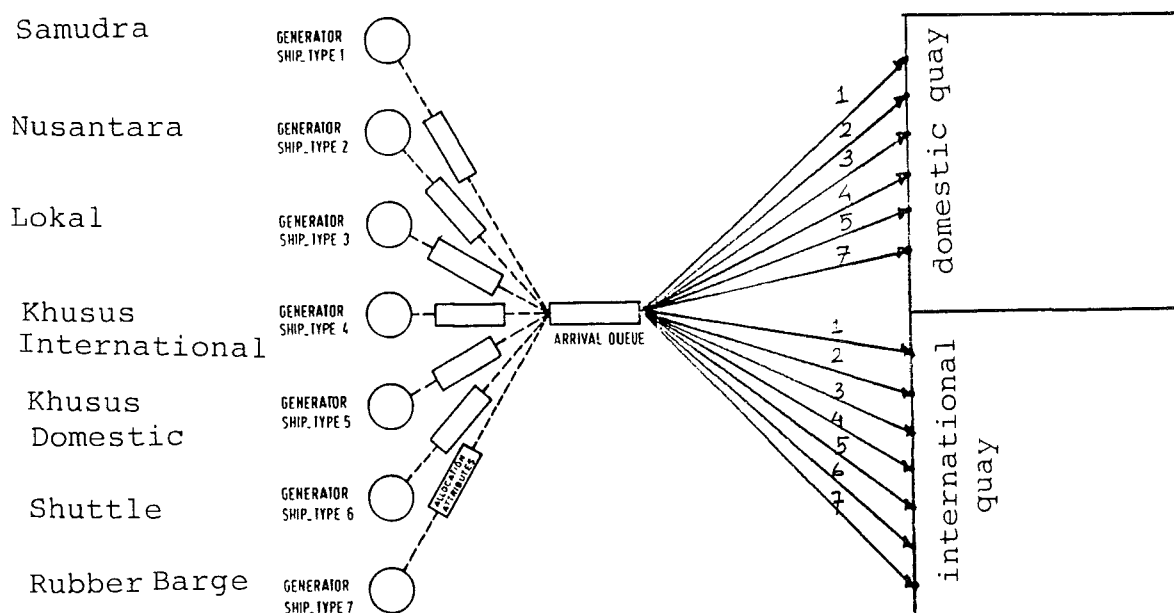 Samudra
GENERATOR
SHIP_TYPE 1
Nusantara
GENERATOR
SHIP_TYPE 2
Lokal
GENERATOR
SHIP_TYPE 3
Khusus
International
GENERATOR
SHIP_TYPE 4
Khusus
Domestic
GENERATOR
SHIP_TYPE 5
Shuttle
GENERATOR
SHIP_TYPE 6
Rubber Barge
GENERATOR
SHIP_TYPE 7
ALLOCATION
ATTRIBUTES
ARRIVAL QUEUE
1
2
3
4
5
7
domestic quay
1
2
3
4
5
6
7
international
quay